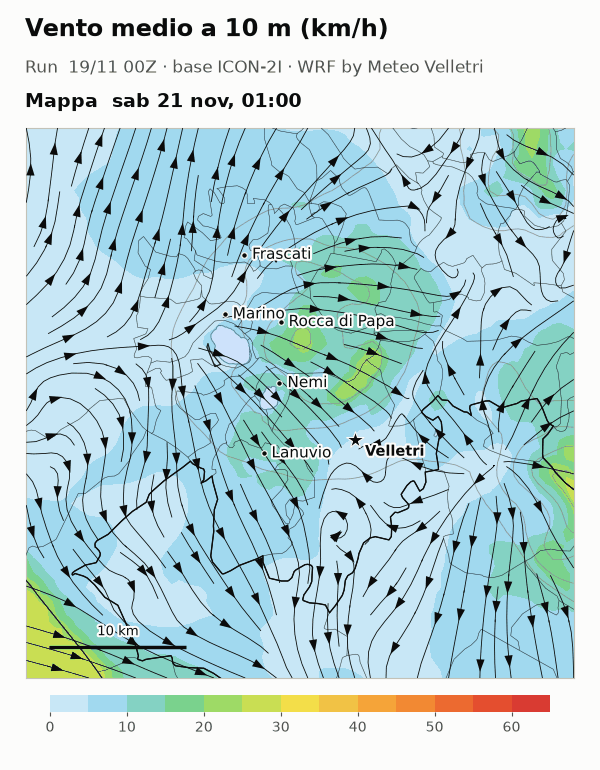 Vento medio a 10 m (km/h)
Run  19/11 00Z · base ICON-2I · WRF by Meteo Velletri
Mappa  sab 21 nov, 01:00
Frascati
Marino
Rocca di Papa
Nemi
Velletri
Lanuvio
10 km
0 10 20 30 40 50 60